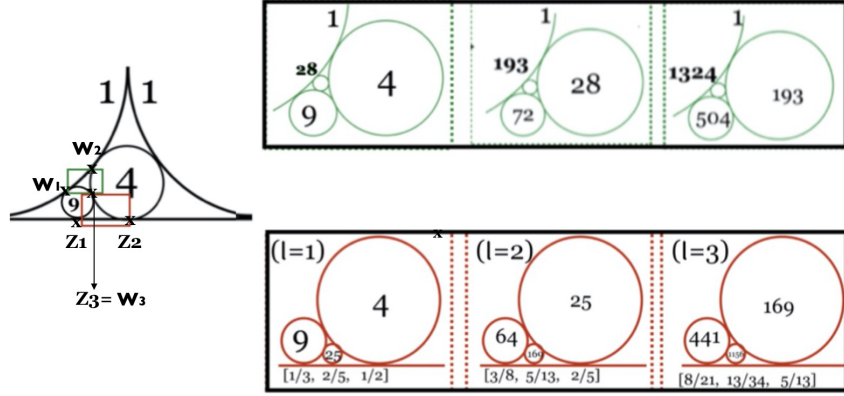 1 1
W2
W1
4
9
x
x
x
x
x
Z1 Z2
Z3= W3
1
28
4
9
1
193
28
72
1
1324
193
504
x
(l=1)
4
9
25
[1/3, 2/5, 1/2]
(l=2)
25
64
169
[3/8, 5/13, 2/5]
(l=3)
169
441
1156
[8/21, 13/34, 5/13]